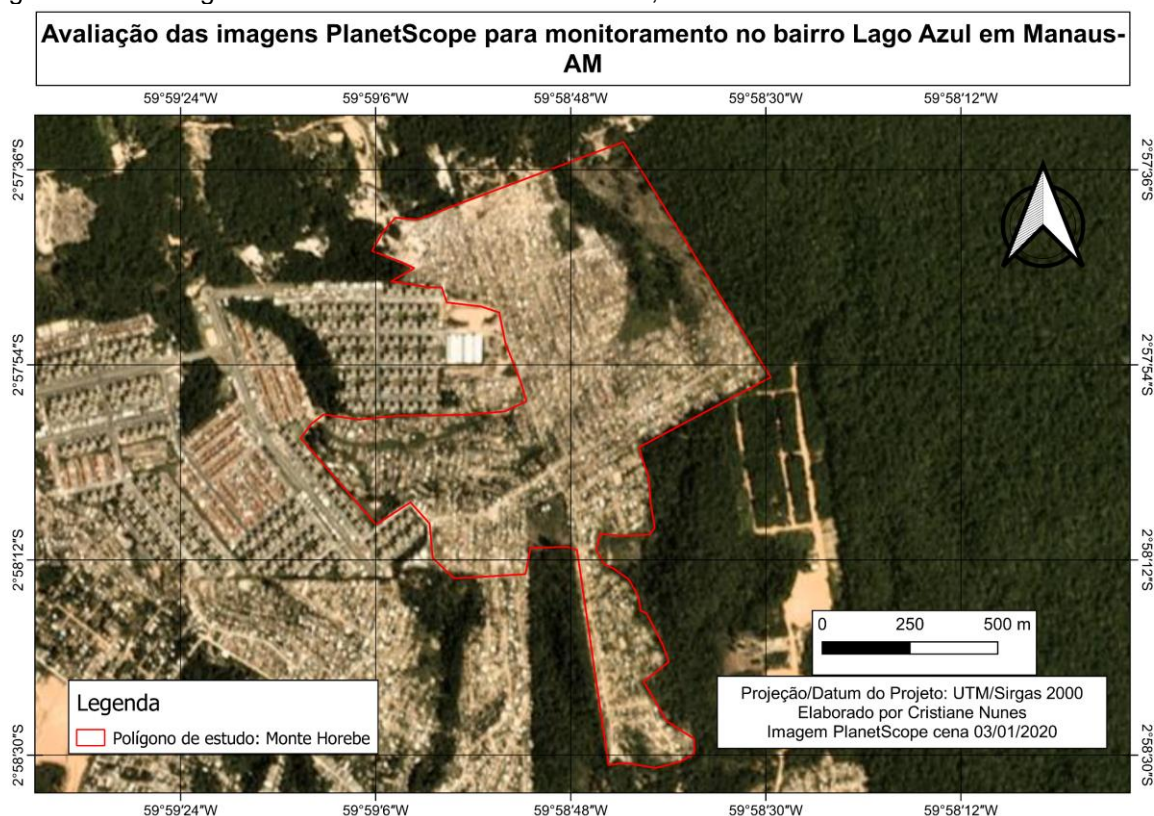 Avaliação das imagens PlanetScope para monitoramento no bairro Lago Azul em Manaus-
AM
59°59'24"W 59°59'6"W 59°58'48"W 59°58'30"W 59°58'12"W
2°57'36"S 2°57'36"S
2°57'54"S 2°57'54"S
2°58'12"S 2°58'12"S
0 250 500 m
Legenda
Polígono de estudo: Monte Horebe
Projeção/Datum do Projeto: UTM/Sirgas 2000
Elaborado por Cristiane Nunes
Imagem PlanetScope cena 03/01/2020
2°58'30"S 2°58'30"S
59°59'24"W 59°59'6"W 59°58'48"W 59°58'30"W 59°58'12"W